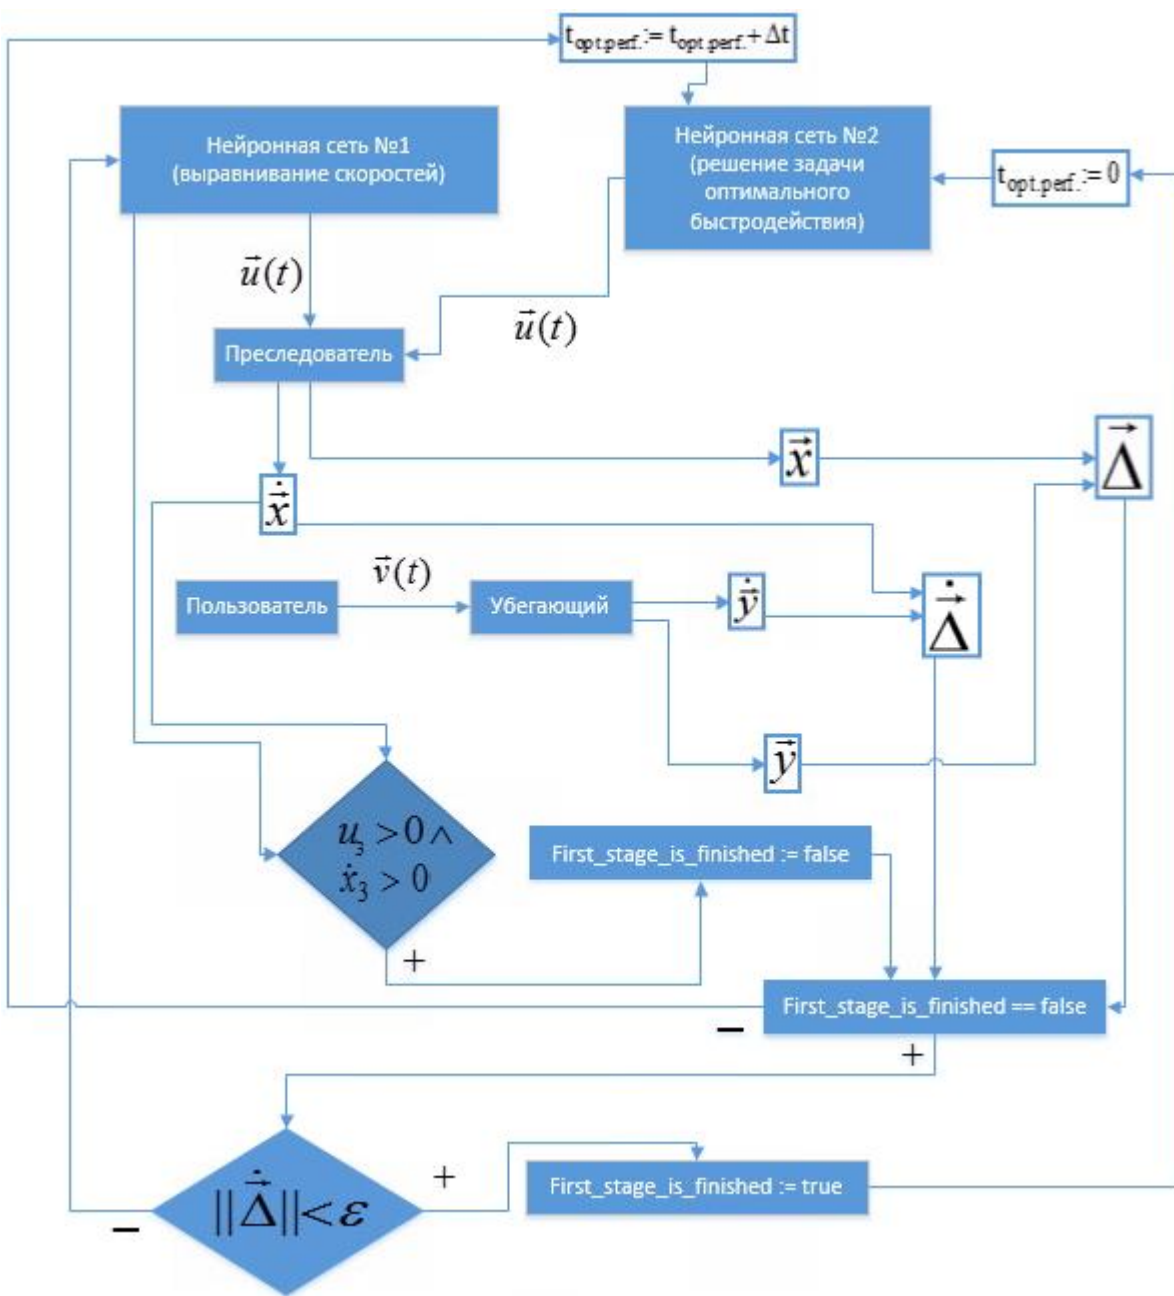 t_opt.perf. := t_opt.perf. + Δt
Нейронная сеть №1
(выравнивание скоростей)
Нейронная сеть №2
(решение задачи
оптимального
быстродействия)
t_opt.perf. := 0
u⃗(t)
u⃗(t)
Преследователь
x⃗
Δ⃗
ẋ⃗
v⃗(t)
Пользователь
Убегающий
ẏ⃗
Δ̇⃗
y⃗
u₃ > 0 ∧
ẋ₃ > 0
+
First_stage_is_finished := false
First_stage_is_finished == false
−
+
||Δ̇⃗|| < ε
+
−
First_stage_is_finished := true